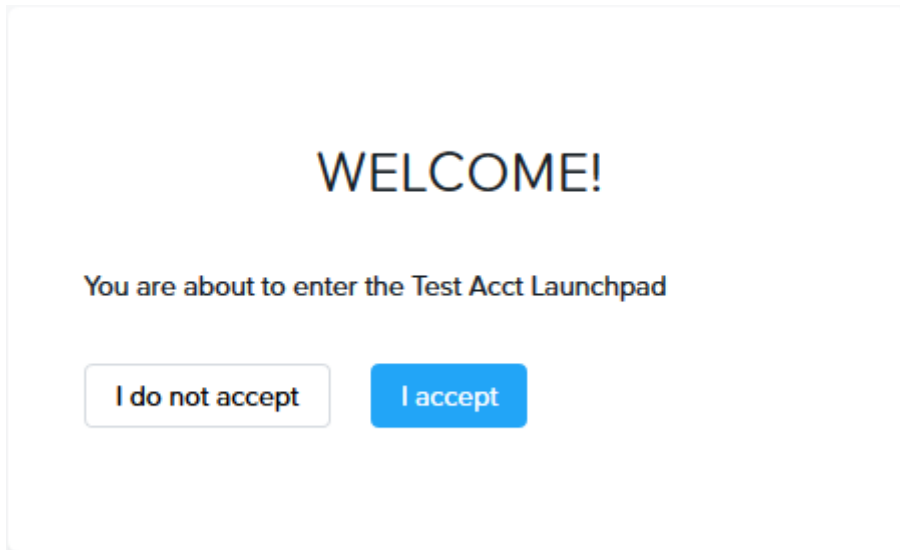 WELCOME!
You are about to enter the Test Acct Launchpad
I do not accept
I accept